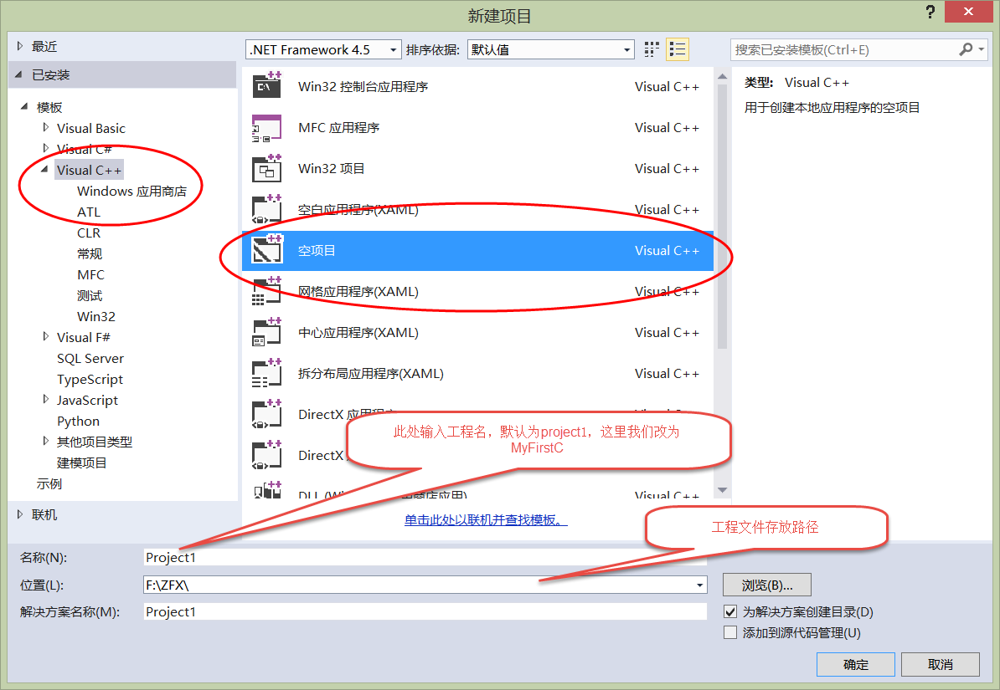 新建项目
?
最近
已安装
模板
Visual Basic
Visual C#
Visual C++
Windows 应用商店
ATL
CLR
常规
MFC
测试
Win32
Visual F#
SQL Server
TypeScript
JavaScript
Python
其他项目类型
建模项目
示例
联机
.NET Framework 4.5
排序依据: 默认值
Win32 控制台应用程序 Visual C++
MFC 应用程序 Visual C++
Win32 项目 Visual C++
空白应用程序(XAML) Visual C++
空项目 Visual C++
网格应用程序(XAML) Visual C++
中心应用程序(XAML) Visual C++
拆分布局应用程序(XAML) Visual C++
DirectX 应用程序 Visual C++
DirectX
DLL (Wi 商店应用) Visual C++
单击此处以联机并查找模板。
搜索已安装模板(Ctrl+E)
类型: Visual C++
用于创建本地应用程序的空项目
此处输入工程名，默认为project1，这里我们改为
MyFirstC
工程文件存放路径
名称(N): Project1
位置(L): F:\ZFX\
解决方案名称(M): Project1
浏览(B)...
为解决方案创建目录(D)
添加到源代码管理(U)
确定
取消